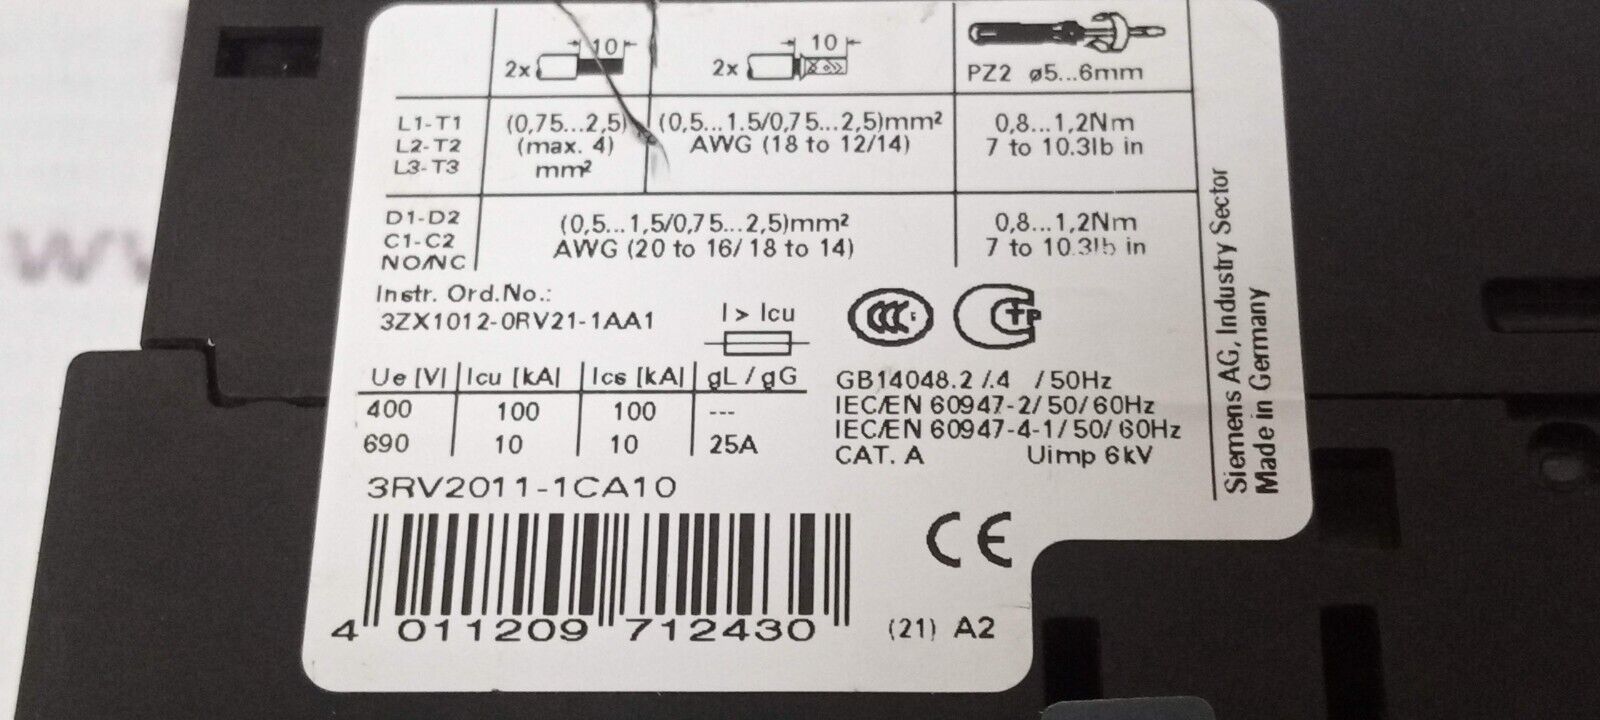 10
10
2x
2x
PZ2 ø5...6mm
L1-T1
L2-T2
L3-T3
(0,75...2,5)
(max. 4)
mm²
(0,5...1.5/0,75...2,5)mm²
AWG (18 to 12/14)
0,8...1,2Nm
7 to 10.3lb in
D1-D2
C1-C2
NO/NC
(0,5...1,5/0,75...2,5)mm²
AWG (20 to 16/ 18 to 14)
0,8...1,2Nm
7 to 10.3lb in
Instr. Ord.No.:
3ZX1012-0RV21-1AA1
I > Icu
CCC
Ue [V] Icu [kA] Ics [kA] gL / gG
400 100 100 ---
690 10 10 25A
GB14048.2 /.4 / 50Hz
IEC/EN 60947-2/ 50/ 60Hz
IEC/EN 60947-4-1/ 50/ 60Hz
CAT. A Uimp 6kV
3RV2011-1CA10
CE
4 011209 712430
(21) A2
Siemens AG, Industry Sector
Made in Germany